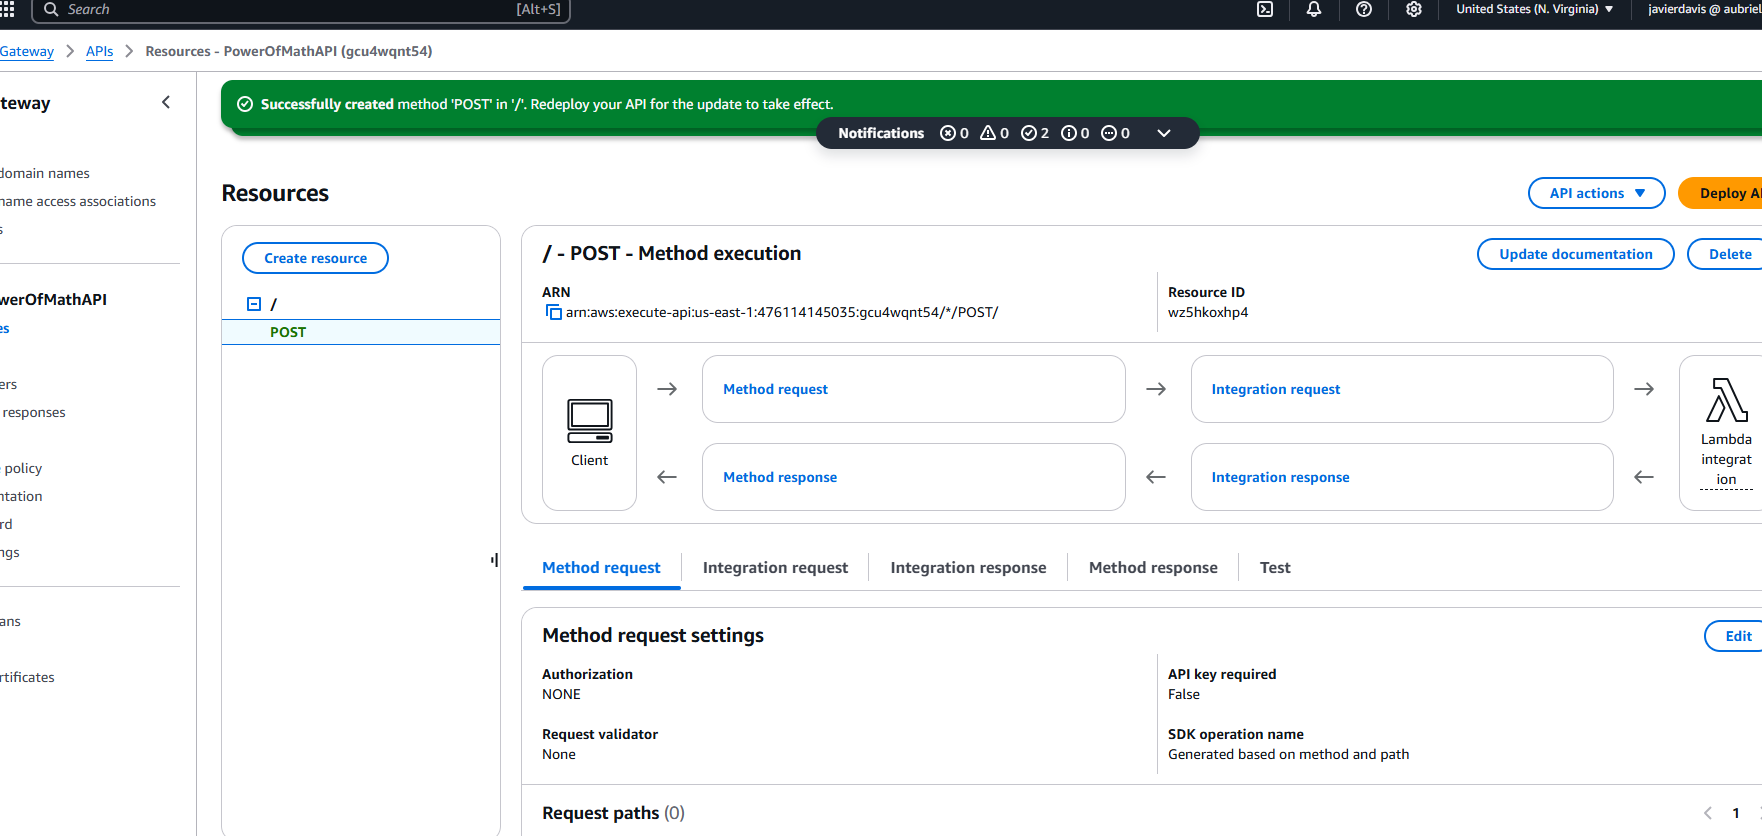 Search [Alt+S] United States (N. Virginia) javierdavis @ aubriel
Gateway > APIs > Resources - PowerOfMathAPI (gcu4wqnt54)
teway
domain names
name access associations
s
werOfMathAPI
es
ers
responses
policy
ntation
rd
ngs
ans
rtificates
Successfully created method 'POST' in '/'. Redeploy your API for the update to take effect.
Notifications 0 0 2 0 0
Resources
API actions Deploy A
Create resource
/
POST
/ - POST - Method execution
Update documentation Delete
ARN
arn:aws:execute-api:us-east-1:476114145035:gcu4wqnt54/*/POST/
Resource ID
wz5hkoxhp4
Client
Method request
Integration request
Method response
Integration response
Lambda
integrat
ion
Method request Integration request Integration response Method response Test
Method request settings
Edit
Authorization
NONE
API key required
False
Request validator
None
SDK operation name
Generated based on method and path
Request paths (0)
1